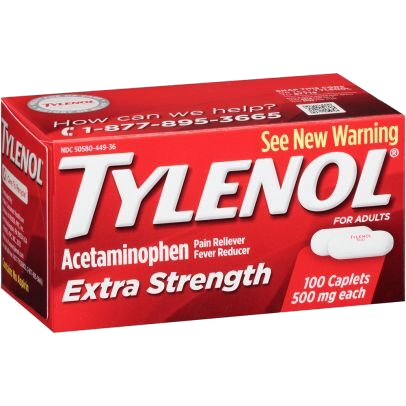 TYLENOL
How can we help?
1-877-895-3665
NDC 50580-449-36
See New Warning
TYLENOL®
FOR ADULTS
Acetaminophen
Pain Reliever
Fever Reducer
TYLENOL
Extra Strength
100 Caplets
500 mg each